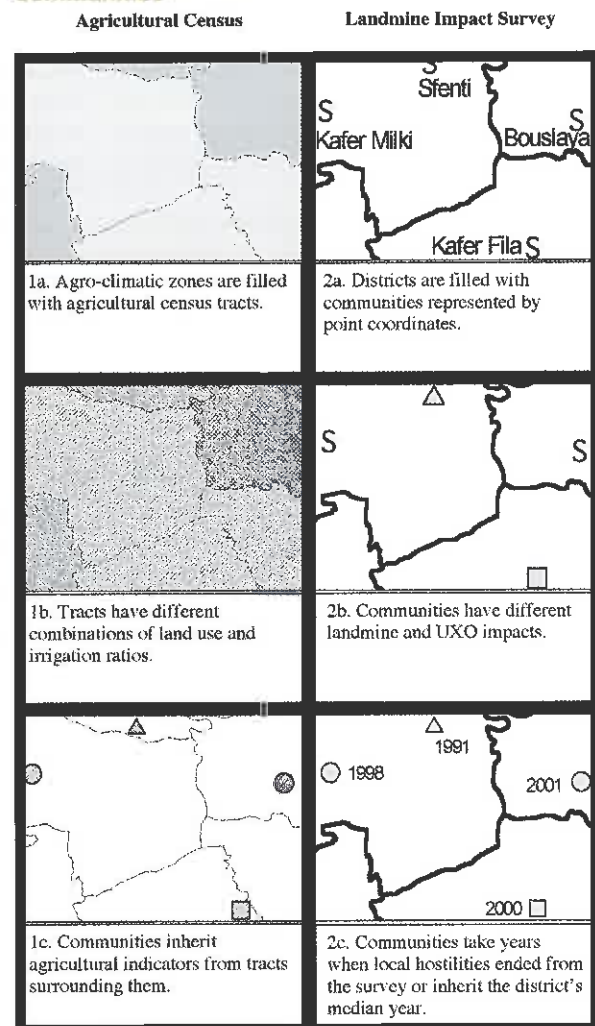 Agricultural Census
Landmine Impact Survey
S
Sfenti
S
Kafer Milki
S
Bouslaya
Kafer Fila S
1a. Agro-climatic zones are filled
with agricultural census tracts.
2a. Districts are filled with
communities represented by
point coordinates.
S
S
1b. Tracts have different
combinations of land use and
irrigation ratios.
2b. Communities have different
landmine and UXO impacts.
1991
1998
2001
2000
1c. Communities inherit
agricultural indicators from tracts
surrounding them.
2c. Communities take years
when local hostilities ended from
the survey or inherit the district's
median year.